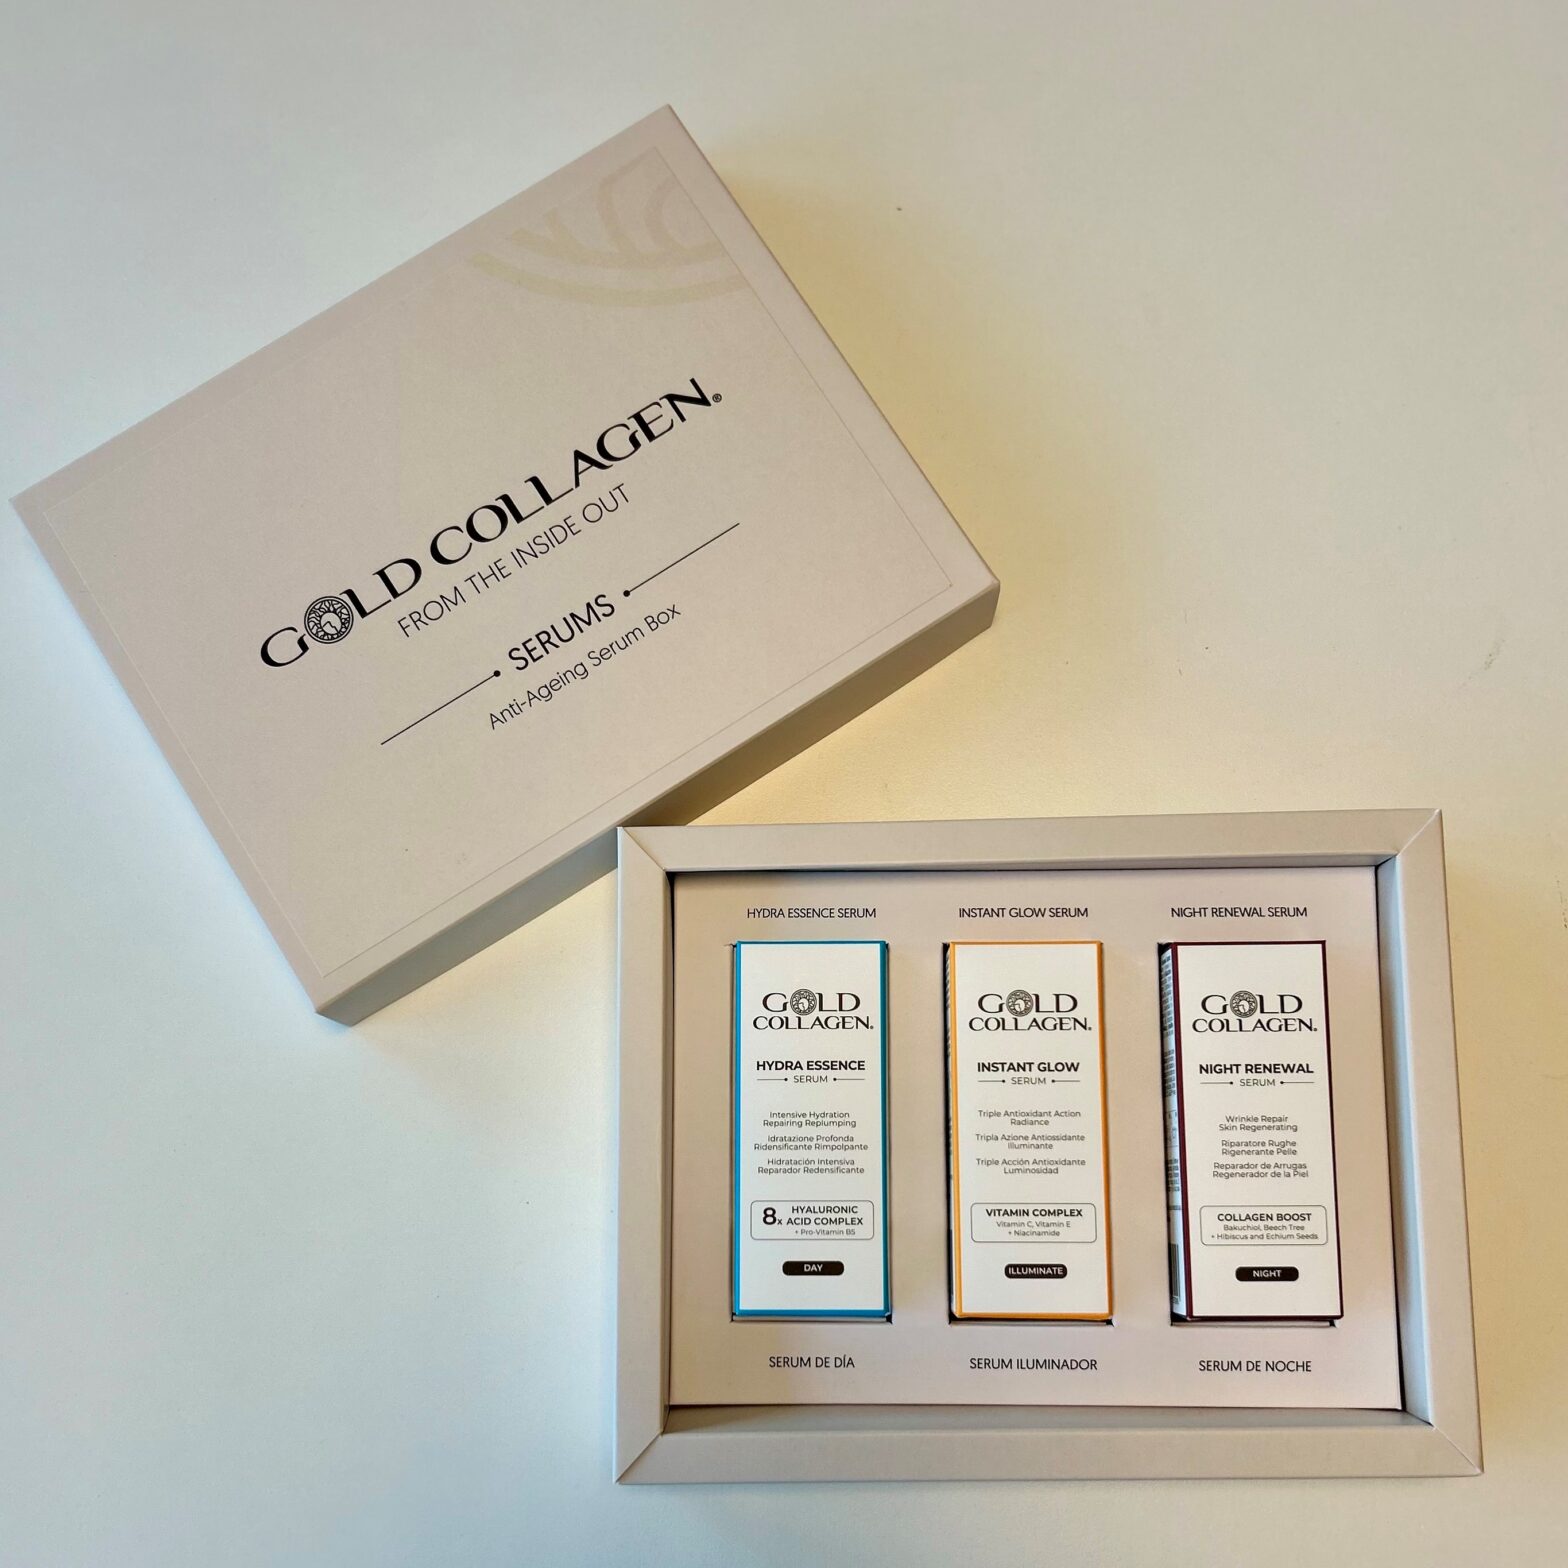 GOLD COLLAGEN®
FROM THE INSIDE OUT
SERUMS
Anti-Ageing Serum Box
HYDRA ESSENCE SERUM
GOLD
COLLAGEN®
HYDRA ESSENCE
SERUM
Intensive Hydration
Repairing Replumping
Idratazione Profonda
Ridensificante Rimpolpante
Hidratación Intensiva
Reparador Redensificante
8x HYALURONIC
ACID COMPLEX
+ Pro-Vitamin B5
DAY
SERUM DE DÍA
INSTANT GLOW SERUM
GOLD
COLLAGEN®
INSTANT GLOW
SERUM
Triple Antioxidant Action
Radiance
Tripla Azione Antiossidante
Illuminante
Triple Acción Antioxidante
Luminosidad
VITAMIN COMPLEX
Vitamin C, Vitamin E
+ Niacinamide
ILLUMINATE
SERUM ILUMINADOR
NIGHT RENEWAL SERUM
GOLD
COLLAGEN®
NIGHT RENEWAL
SERUM
Wrinkle Repair
Skin Regenerating
Riparatore Rughe
Rigenerante Pelle
Reparador de Arrugas
Regenerador de la Piel
COLLAGEN BOOST
Bakuchiol, Beech Tree
+ Hibiscus and Echium Seeds
NIGHT
SERUM DE NOCHE